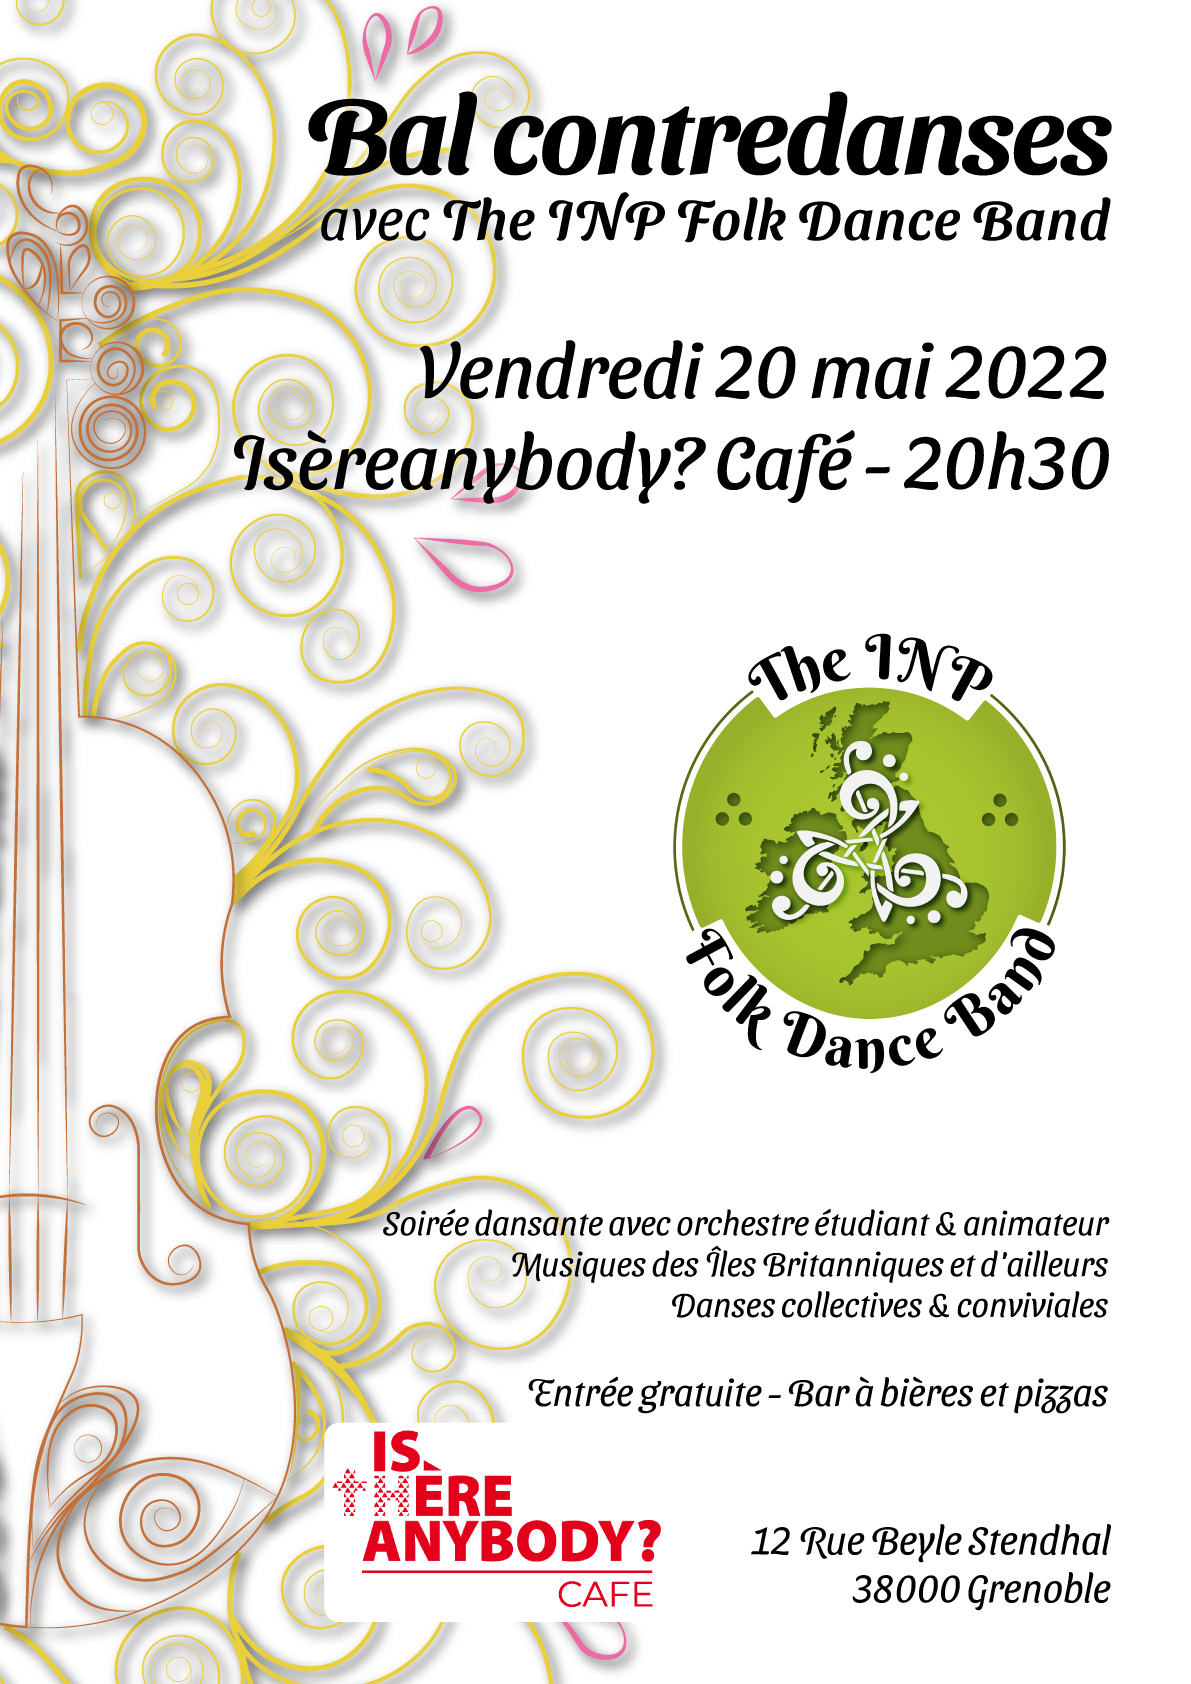 Bal contredanses
avec The INP Folk Dance Band
Vendredi 20 mai 2022
Isèreanybody? Café - 20h30
The INP
Folk Dance Band
Soirée dansante avec orchestre étudiant & animateur
Musiques des Îles Britanniques et d'ailleurs
Danses collectives & conviviales
Entrée gratuite - Bar à bières et pizzas
IS
tHÈRE
ANYBODY?
CAFE
12 Rue Beyle Stendhal
38000 Grenoble